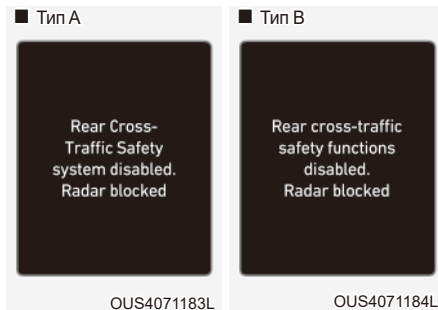 ■ Тип A
Rear Cross-
Traffic Safety
system disabled.
Radar blocked
OUS4071183L
■ Тип B
Rear cross-traffic
safety functions
disabled.
Radar blocked
OUS4071184L